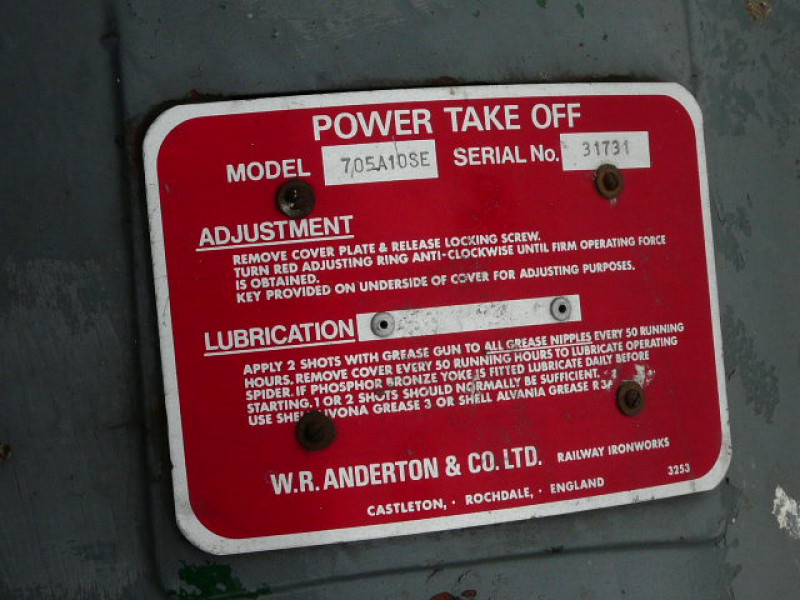 POWER TAKE OFF
MODEL 705A10SE SERIAL No. 31731
ADJUSTMENT
REMOVE COVER PLATE & RELEASE LOCKING SCREW.
TURN RED ADJUSTING RING ANTI-CLOCKWISE UNTIL FIRM OPERATING FORCE
IS OBTAINED.
KEY PROVIDED ON UNDERSIDE OF COVER FOR ADJUSTING PURPOSES.
LUBRICATION
APPLY 2 SHOTS WITH GREASE GUN TO ALL GREASE NIPPLES EVERY 50 RUNNING
HOURS. REMOVE COVER EVERY 50 RUNNING HOURS TO LUBRICATE OPERATING
SPIDER. IF PHOSPHOR BRONZE YOKE IS FITTED LUBRICATE DAILY BEFORE
STARTING. 1 OR 2 SHOTS SHOULD NORMALLY BE SUFFICIENT.
USE GREASE 3 OR SHELL ALVANIA GREASE
W.R. ANDERTON & CO. LTD. RAILWAY IRONWORKS
CASTLETON, · ROCHDALE, · ENGLAND 3253